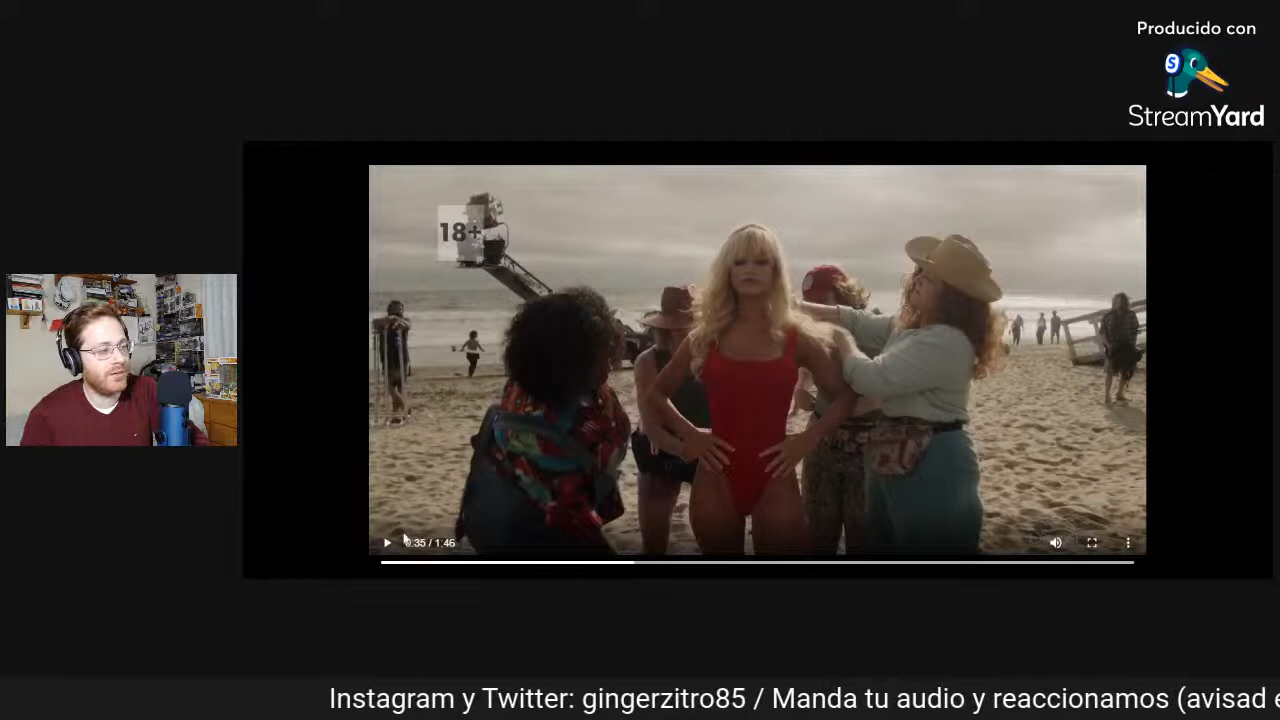 Producido con
StreamYard
18+
0:35 / 1:46
Instagram y Twitter: gingerzitro85 / Manda tu audio y reaccionamos (avisad e